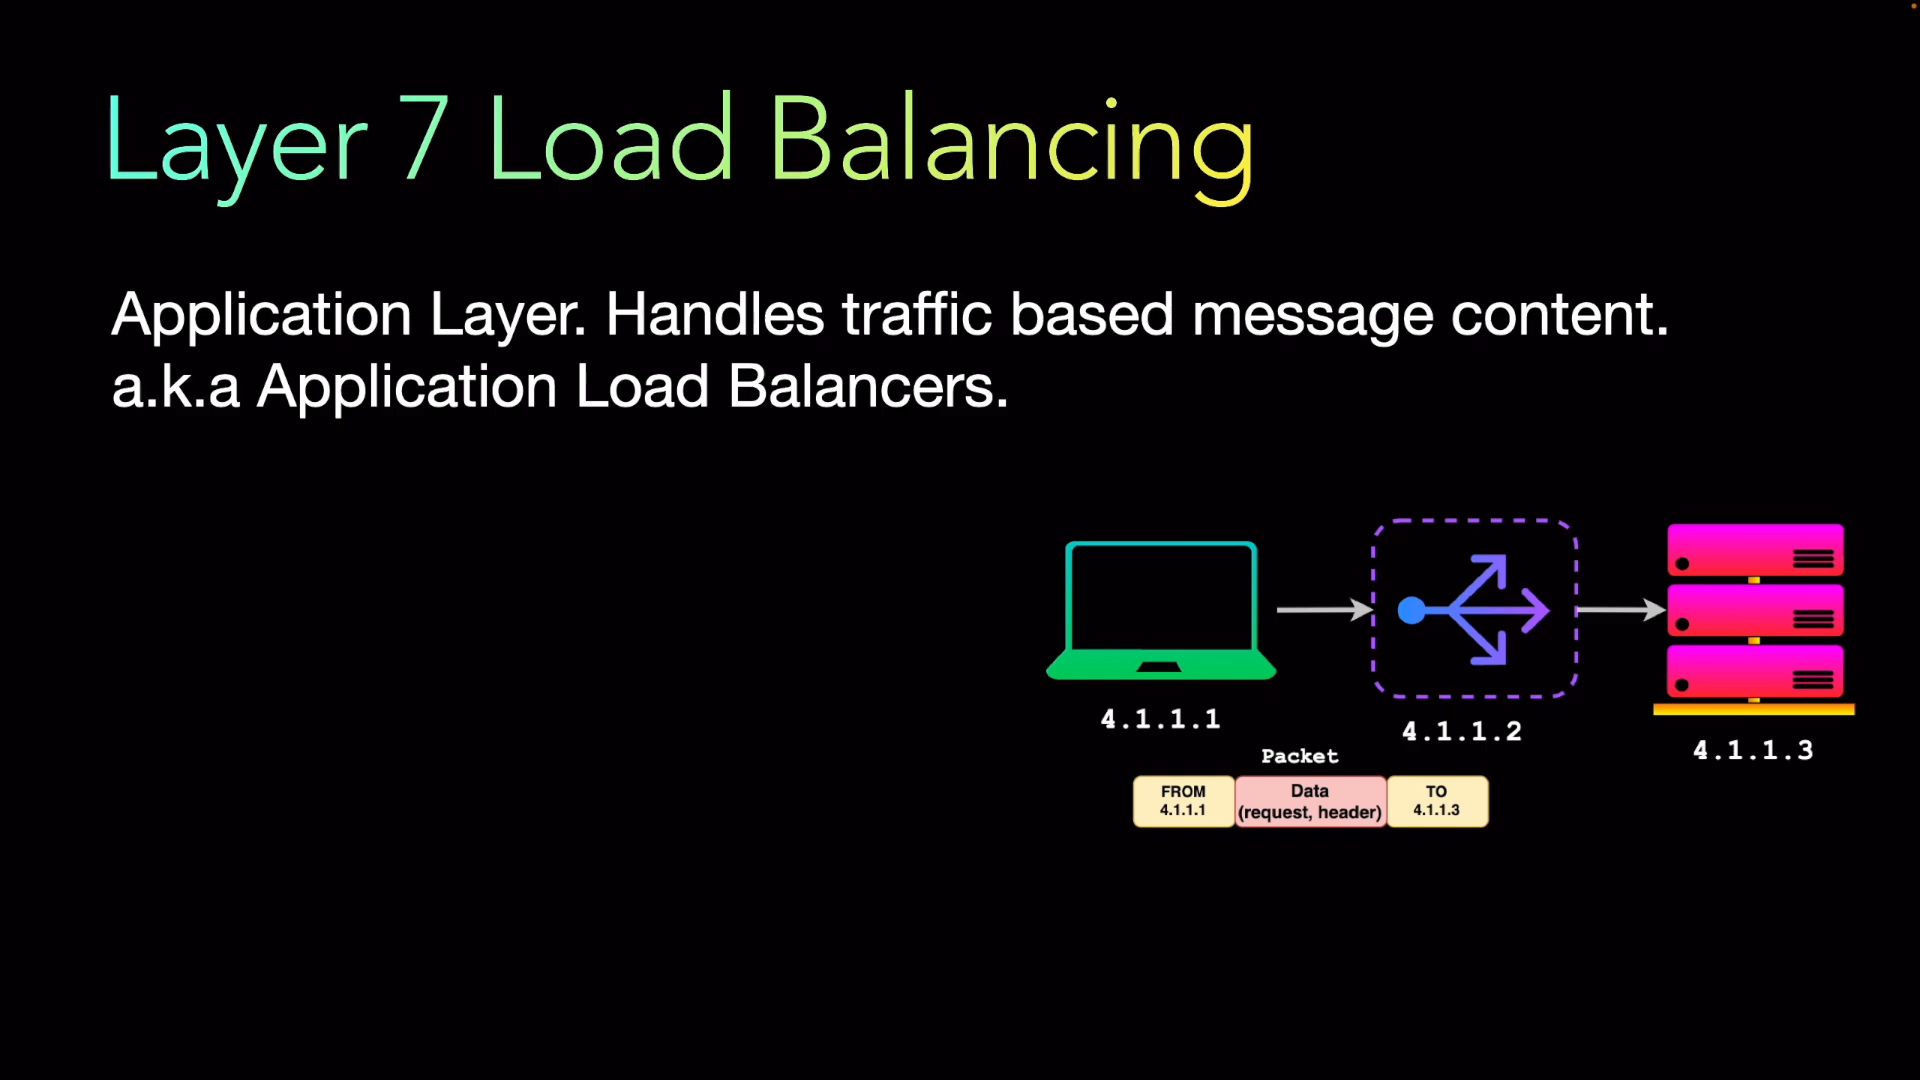 Layer 7 Load Balancing
Application Layer. Handles traffic based message content.
a.k.a Application Load Balancers.
4.1.1.1
4.1.1.2
4.1.1.3
Packet
FROM
4.1.1.1
Data
(request, header)
TO
4.1.1.3